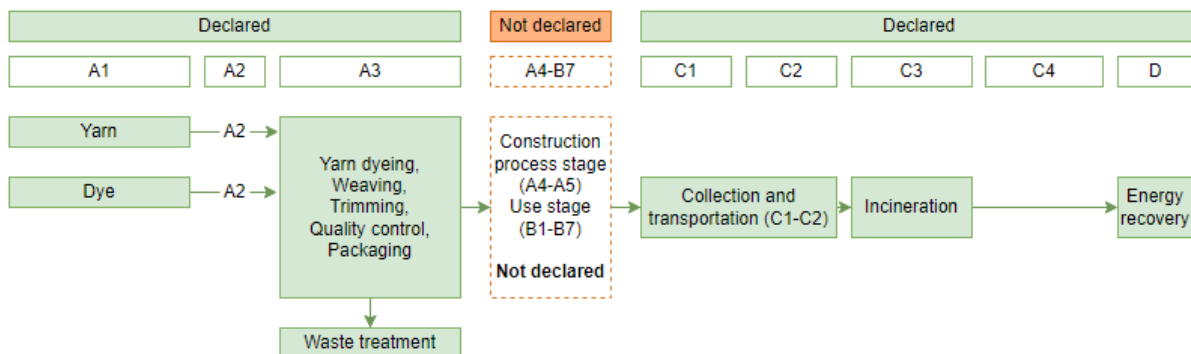 Declared
Not declared
Declared
A1
A2
A3
A4-B7
C1
C2
C3
C4
D
Yarn
A2
Dye
A2
Yarn dyeing,
Weaving,
Trimming,
Quality control,
Packaging
Waste treatment
Construction
process stage
(A4-A5)
Use stage
(B1-B7)
Not declared
Collection and
transportation (C1-C2)
Incineration
Energy
recovery